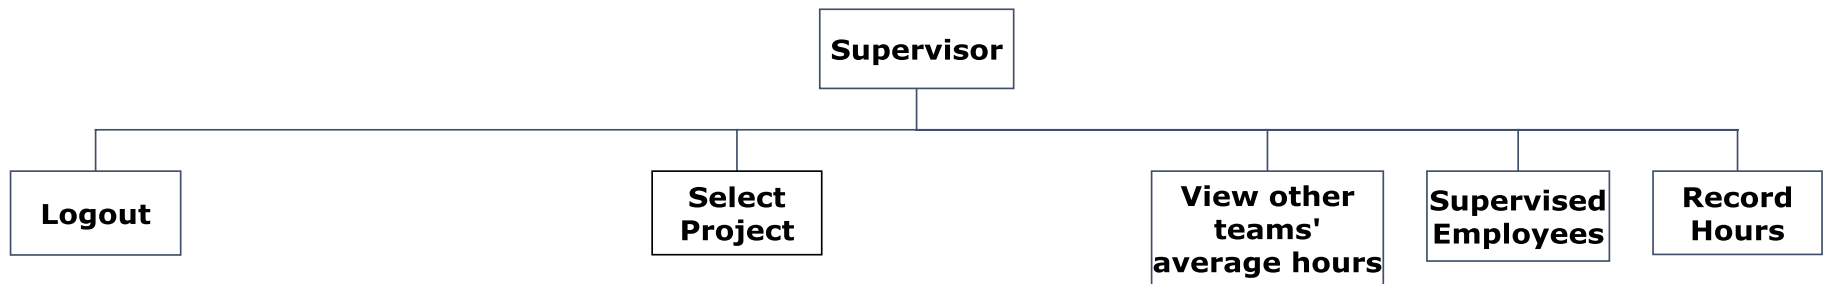 Supervisor
Logout
Select
Project
View other
teams'
average hours
Supervised
Employees
Record
Hours